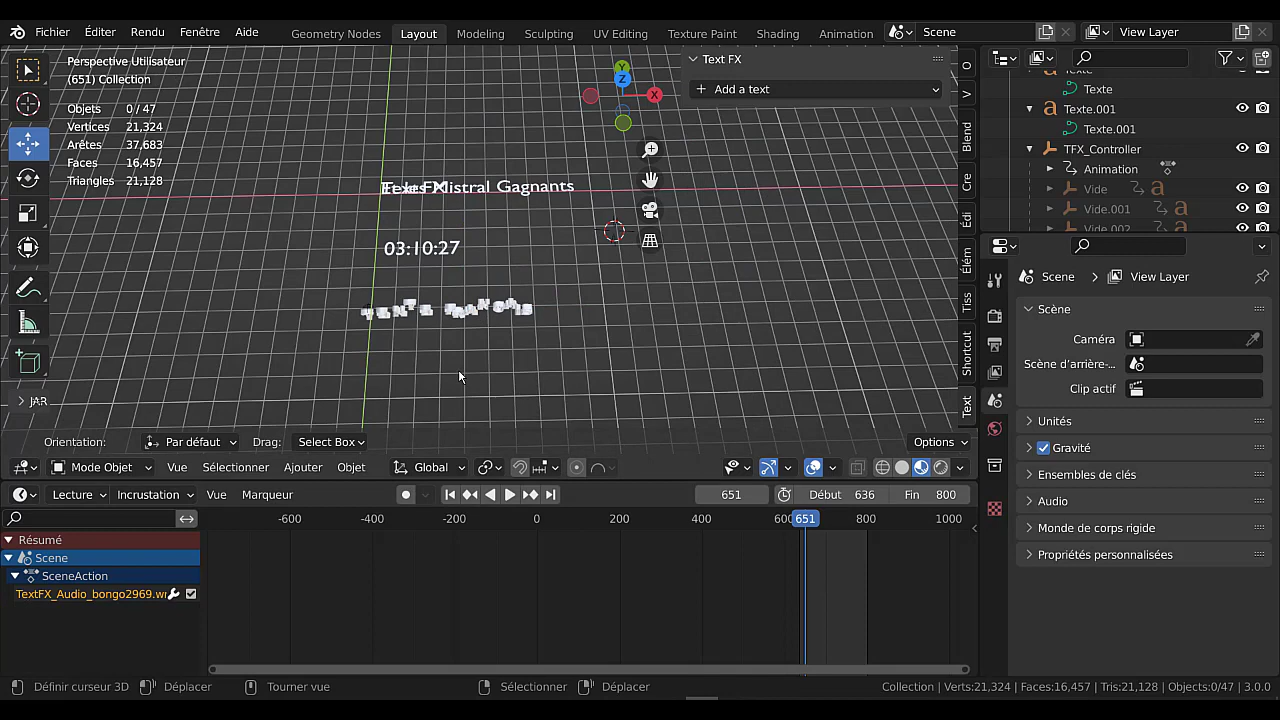 Fichier Éditer Rendu Fenêtre Aide Geometry Nodes Layout Modeling Sculpting UV Editing Texture Paint Shading Animation Scene View Layer
Perspective Utilisateur
(651) Collection
Objets 0 / 47
Vertices 21,324
Arêtes 37,683
Faces 16,457
Triangles 21,128
Text FX
Add a text
Y
Z
X
O
V
Blend
Cre
Édi
Élém
Tiss
Shortcut
Text
Mistral Gagnants
03:10:27
JAR
Orientation: Par défaut Drag: Select Box Options
Mode Objet Vue Sélectionner Ajouter Objet Global
Lecture Incrustation Vue Marqueur 651 Début 636 Fin 800
-600 -400 -200 0 200 400 651 800 1000
Résumé
Scene
SceneAction
TextFX_Audio_bongo2969.wr
Texte
Texte
Texte.001
Texte.001
TFX_Controller
Animation
Vide
Vide.001
Vide.002
Scene View Layer
Scène
Caméra
Scène d'arrière-...
Clip actif
Unités
Gravité
Ensembles de clés
Audio
Monde de corps rigide
Propriétés personnalisées
Définir curseur 3D Déplacer Tourner vue Sélectionner Déplacer Collection | Verts:21,324 | Faces:16,457 | Tris:21,128 | Objects:0/47 | 3.0.0